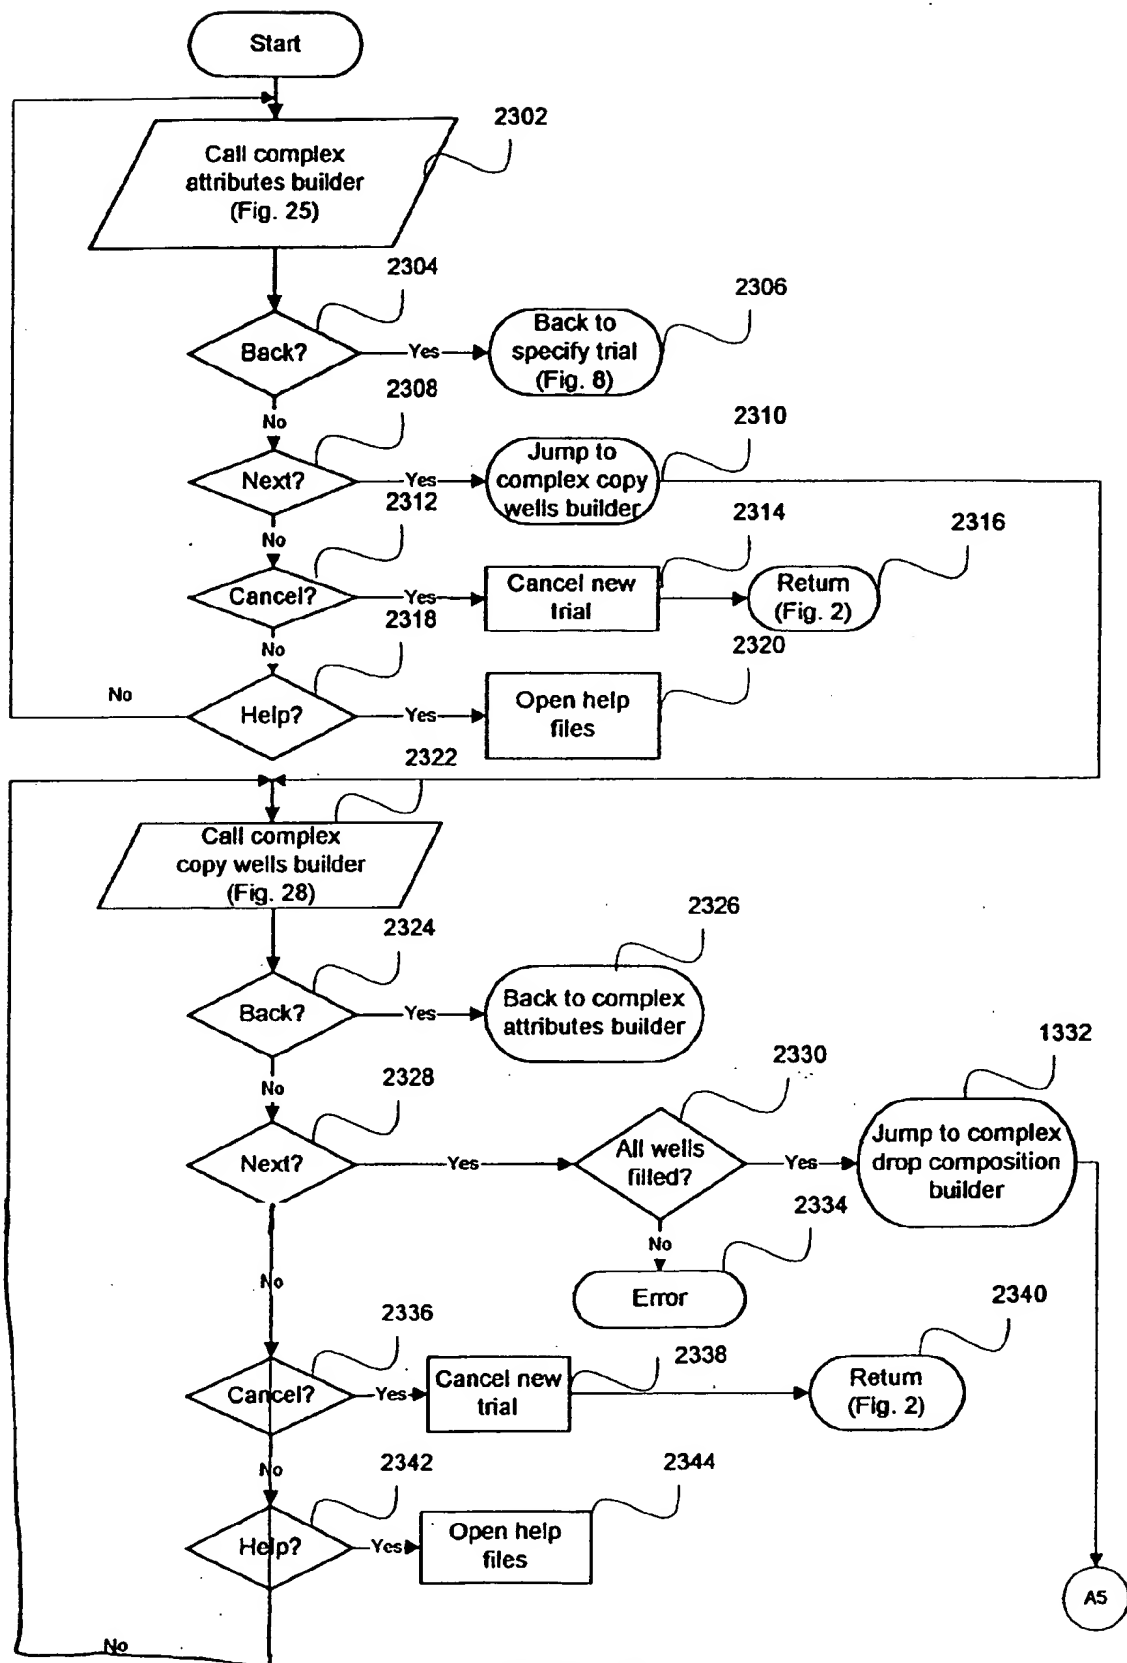 Start
2302
Call complex
attributes builder
(Fig. 25)
2304
2306
Back?
Yes
Back to
specify trial
(Fig. 8)
2308
No
2310
Next?
Yes
Jump to
complex copy
wells builder
2312
No
2314
2316
Cancel?
Yes
Cancel new
trial
Return
(Fig. 2)
2318
No
2320
No
Help?
Yes
Open help
files
2322
Call complex
copy wells builder
(Fig. 28)
2324
2326
Back?
Yes
Back to complex
attributes builder
2328
No
2330
1332
Next?
Yes
All wells
filled?
Yes
Jump to complex
drop composition
builder
2334
No
No
Error
2336
2338
2340
Cancel?
Yes
Cancel new
trial
Return
(Fig. 2)
No
2342
2344
Help?
Yes
Open help
files
A5
No